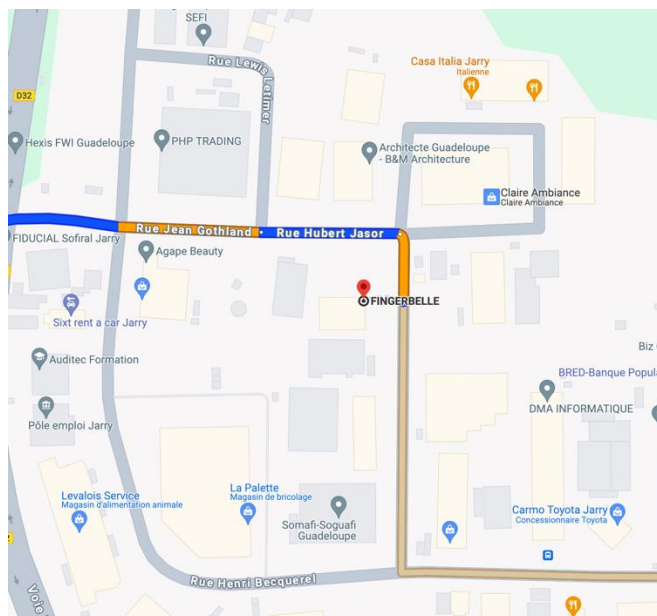 SEFI
Rue Lewis Letimer
Casa Italia Jarry
Italienne
D32
Hexis FWI Guadeloupe
PHP TRADING
Architecte Guadeloupe
- B&M Architecture
Claire Ambiance
Claire Ambiance
Rue Jean Gothland
Rue Hubert Jasor
FIDUCIAL Sofiral Jarry
Agape Beauty
FINGERBELLE
Sixt rent a car Jarry
Auditec Formation
Biz
BRED-Banque Popula
DMA INFORMATIQUE
Pôle emploi Jarry
La Palette
Magasin de bricolage
Levalois Service
Magasin d'alimentation animale
Somafi-Soguafi
Guadeloupe
Carmo Toyota Jarry
Concessionnaire Toyota
2
Rue Henri Becquerel
Voie